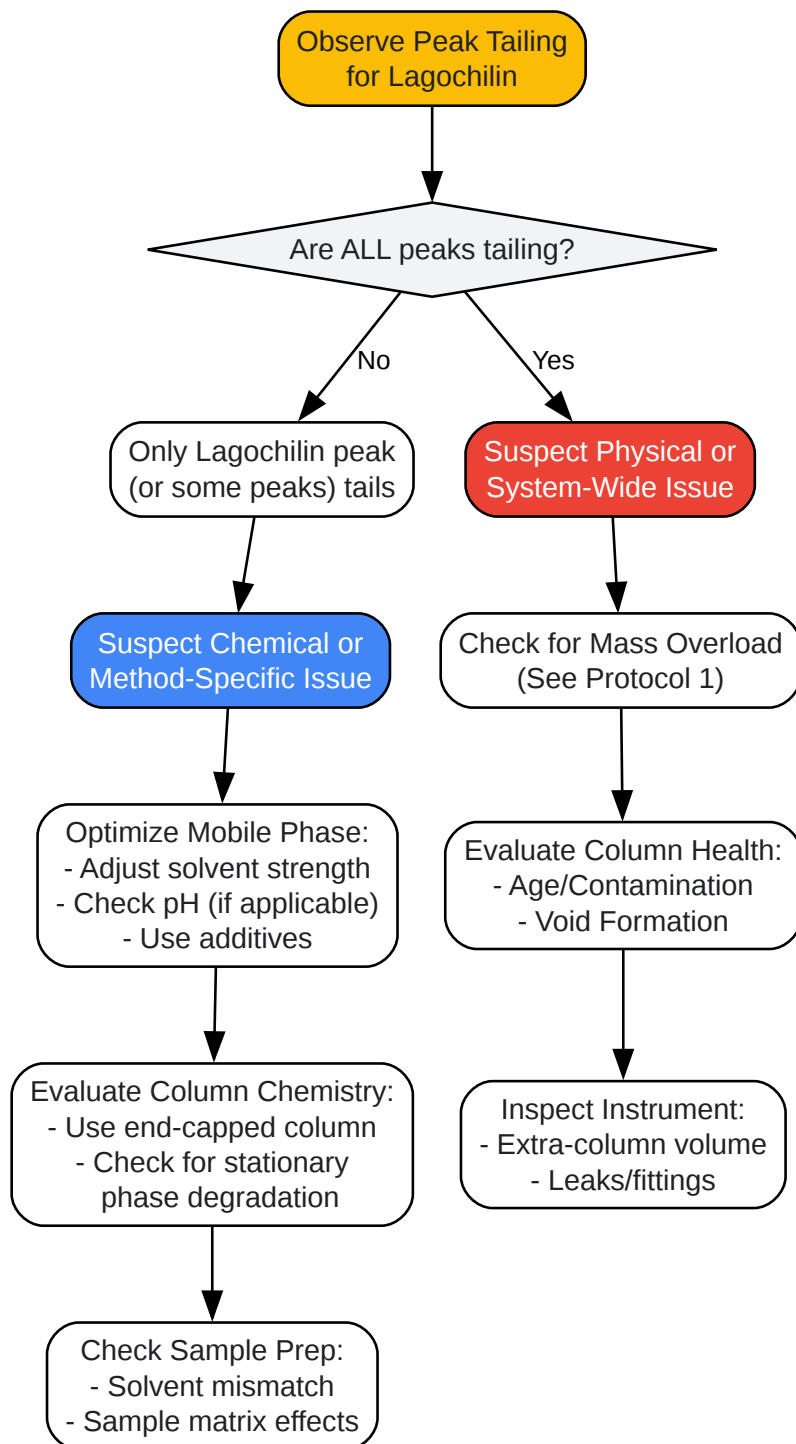 Observe Peak Tailing
for Lagochilin
Are ALL peaks tailing?
No
Yes
Only Lagochilin peak
(or some peaks) tails
Suspect Physical or
System-Wide Issue
Suspect Chemical or
Method-Specific Issue
Check for Mass Overload
(See Protocol 1)
Optimize Mobile Phase:
- Adjust solvent strength
- Check pH (if applicable)
- Use additives
Evaluate Column Health:
- Age/Contamination
- Void Formation
Evaluate Column Chemistry:
- Use end-capped column
- Check for stationary
phase degradation
Inspect Instrument:
- Extra-column volume
- Leaks/fittings
Check Sample Prep:
- Solvent mismatch
- Sample matrix effects